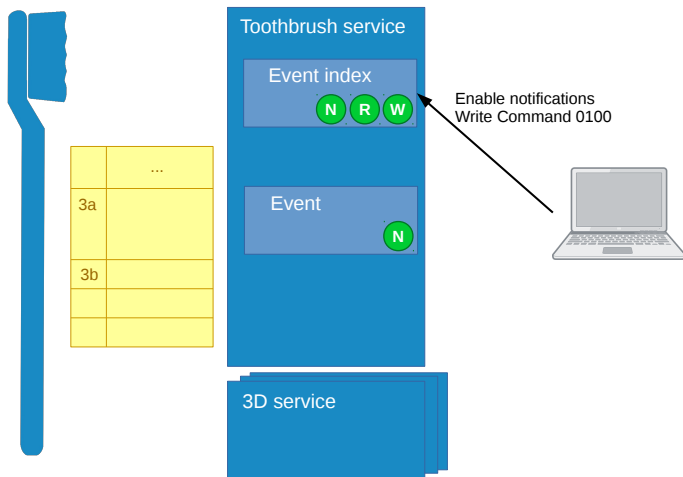 Toothbrush service
Event index
N R W
Enable notifications
Write Command 0100
...
3a
Event
N
3b
3D service